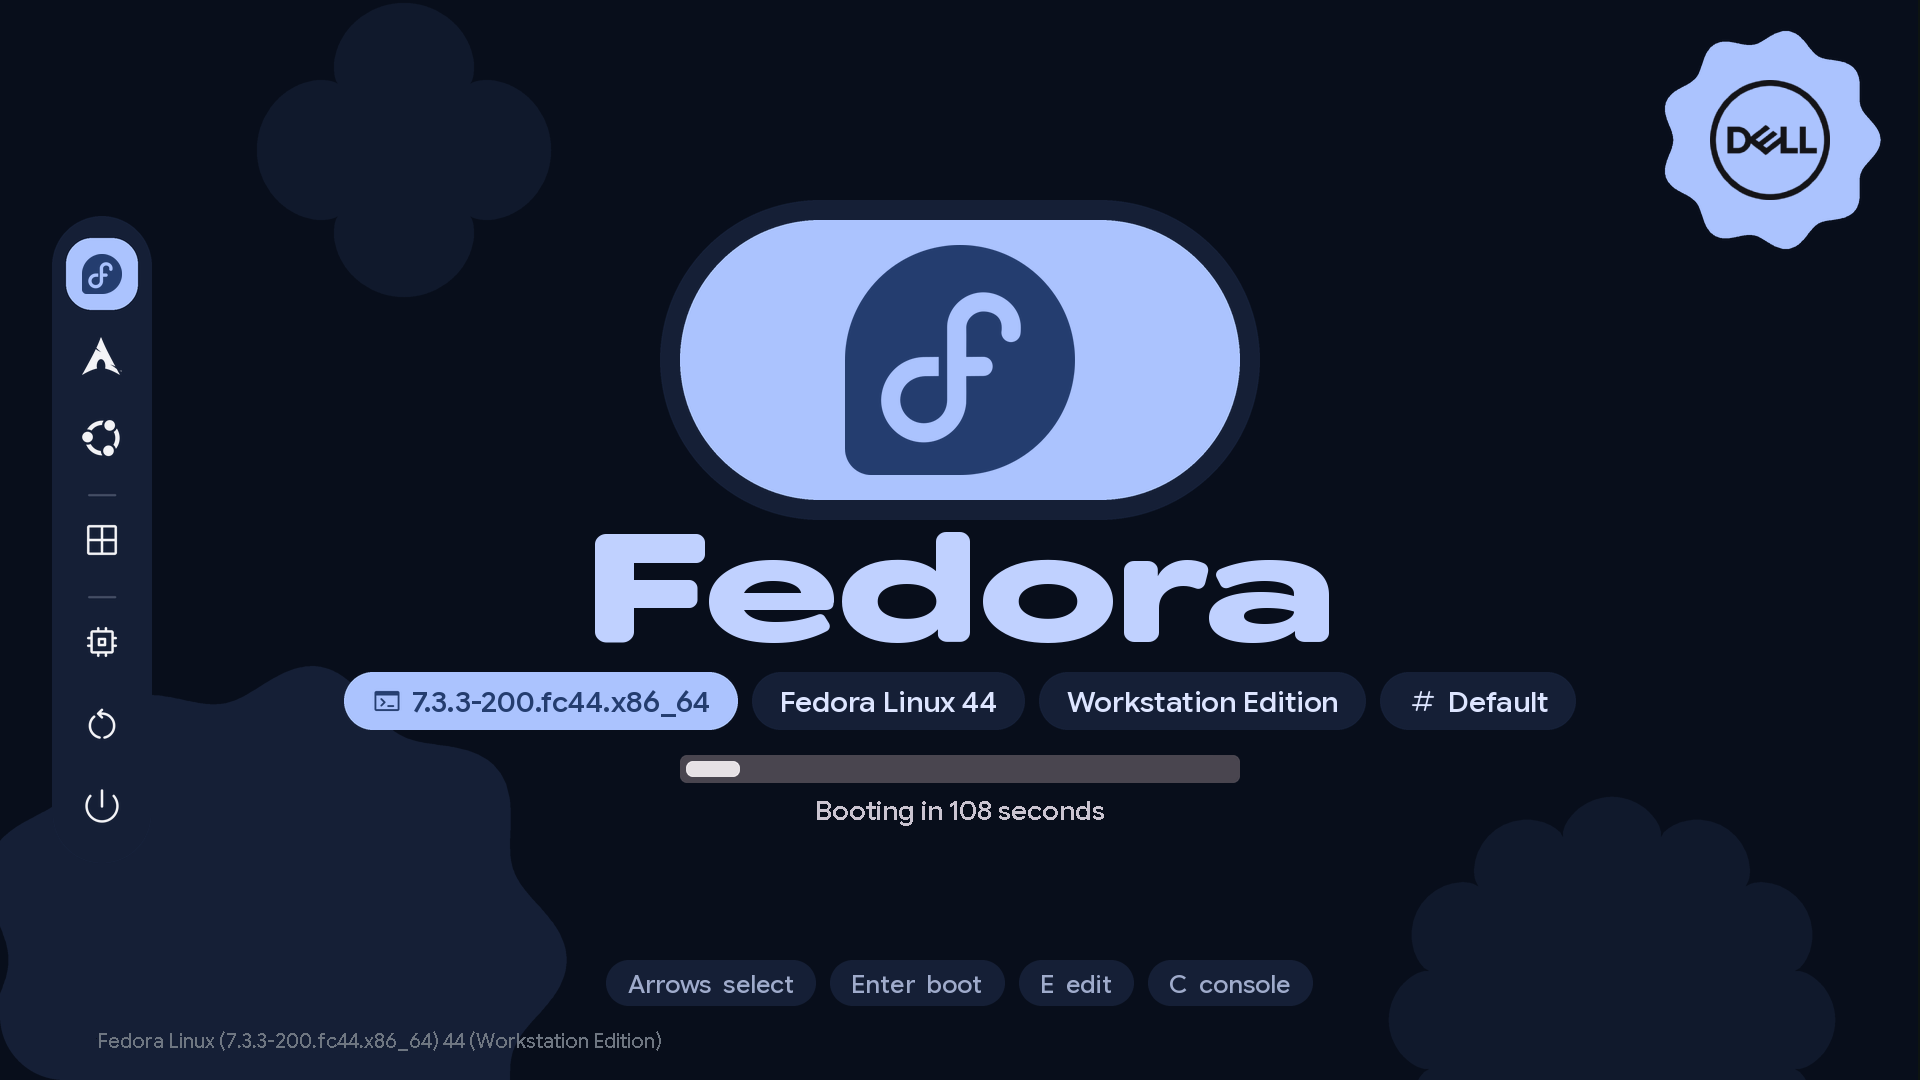 DELL
Fedora
7.3.3-200.fc44.x86_64
Fedora Linux 44
Workstation Edition
# Default
Booting in 108 seconds
Arrows select
Enter boot
E edit
C console
Fedora Linux (7.3.3-200.fc44.x86_64) 44 (Workstation Edition)